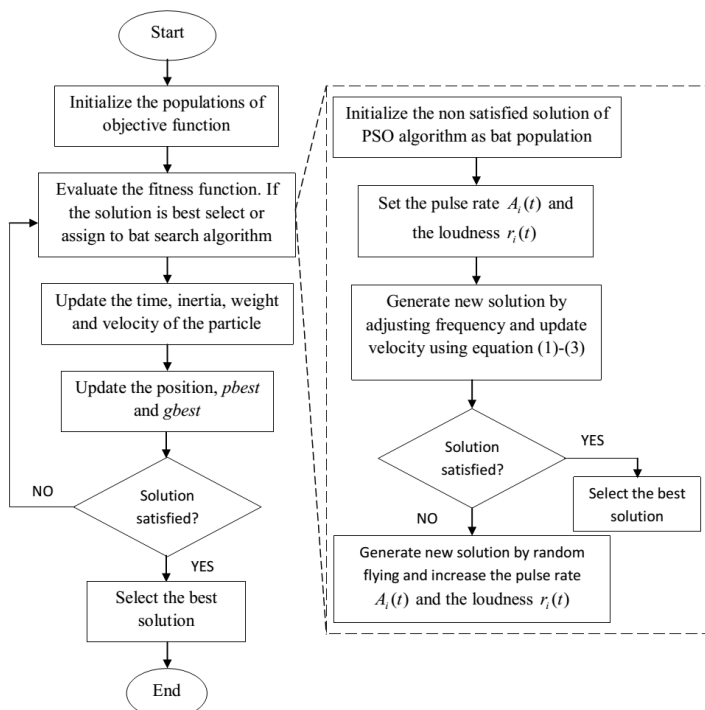 Start
Initialize the populations of
objective function
Evaluate the fitness function. If
the solution is best select or
assign to bat search algorithm
Update the time, inertia, weight
and velocity of the particle
Update the position, pbest
and gbest
NO
Solution
satisfied?
YES
Select the best
solution
End
Initialize the non satisfied solution of
PSO algorithm as bat population
Set the pulse rate A_i(t) and
the loudness r_i(t)
Generate new solution by
adjusting frequency and update
velocity using equation (1)-(3)
Solution
satisfied?
YES
Select the best
solution
NO
Generate new solution by random
flying and increase the pulse rate
A_i(t) and the loudness r_i(t)